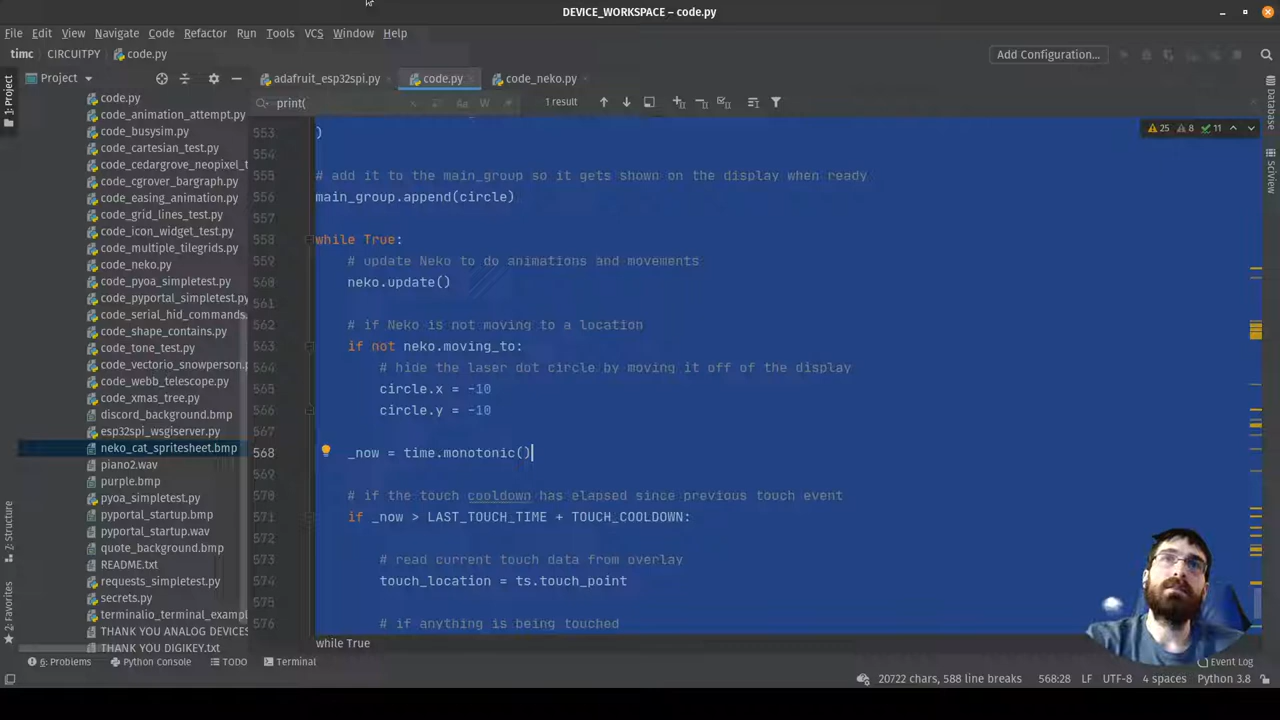 DEVICE_WORKSPACE – code.py
File Edit View Navigate Code Refactor Run Tools VCS Window Help
timc CIRCUITPY code.py Add Configuration...
Project adafruit_esp32spi.py code.py code_neko.py
print( 1 result
25 8 11
1: Project
2: Structure
2: Favorites
Database
SciView
code.py
code_animation_attempt.py
code_busysim.py
code_cartesian_test.py
code_cedargrove_neopixel_t
code_cgrover_bargraph.py
code_easing_animation.py
code_grid_lines_test.py
code_icon_widget_test.py
code_multiple_tilegrids.py
code_neko.py
code_pyoa_simpletest.py
code_pyportal_simpletest.py
code_serial_hid_commands.
code_shape_contains.py
code_tone_test.py
code_vectorio_snowperson.p
code_webb_telescope.py
code_xmas_tree.py
discord_background.bmp
esp32spi_wsgiserver.py
neko_cat_spritesheet.bmp
piano2.wav
purple.bmp
pyoa_simpletest.py
pyportal_startup.bmp
pyportal_startup.wav
quote_background.bmp
README.txt
requests_simpletest.py
secrets.py
terminalio_terminal_exampl
THANK YOU ANALOG DEVICES
THANK YOU DIGIKEY.txt
553 )
554
555 # add it to the main_group so it gets shown on the display when ready
556 main_group.append(circle)
557
558 while True:
559 # update Neko to do animations and movements
560 neko.update()
561
562 # if Neko is not moving to a location
563 if not neko.moving_to:
564 # hide the laser dot circle by moving it off of the display
565 circle.x = -10
566 circle.y = -10
567
568 _now = time.monotonic()
569
570 # if the touch cooldown has elapsed since previous touch event
571 if _now > LAST_TOUCH_TIME + TOUCH_COOLDOWN:
572
573 # read current touch data from overlay
574 touch_location = ts.touch_point
575
576 # if anything is being touched
while True
6: Problems Python Console TODO Terminal Event Log
20722 chars, 588 line breaks 568:28 LF UTF-8 4 spaces Python 3.8